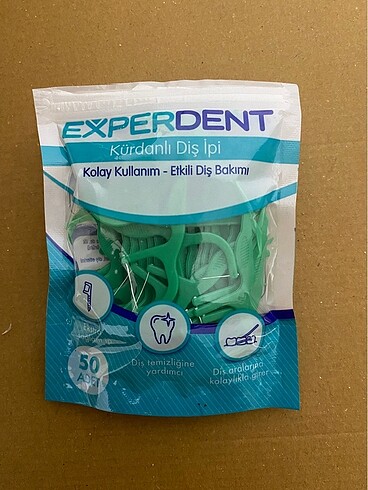 EXPERDENT
Kürdanlı Diş İpi
Kolay Kullanım - Etkili Diş Bakımı
50
ADET
Diş temizliğine
yardımcı
Diş aralarına
kolaylıkla girer